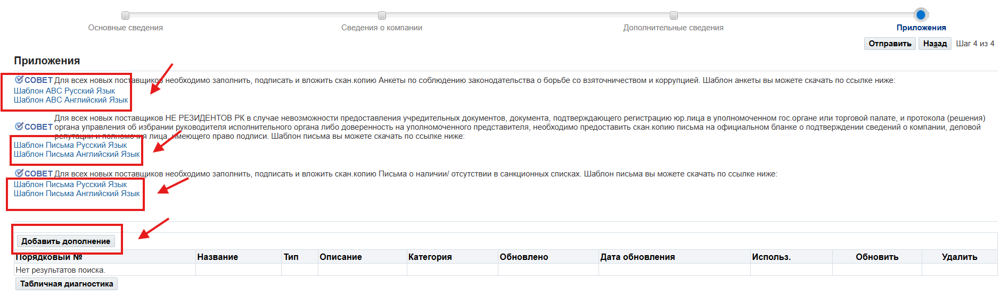 Основные сведения
Сведения о компании
Дополнительные сведения
Приложения
Отправить
Назад
Шаг 4 из 4
Приложения
СОВЕТ Для всех новых поставщиков необходимо заполнить, подписать и вложить скан.копию Анкеты по соблюдению законодательства о борьбе со взяточничеством и коррупцией. Шаблон анкеты вы можете скачать по ссылке ниже:
Шаблон ABC Русский Язык
Шаблон ABC Английский Язык
Для всех новых поставщиков НЕ РЕЗИДЕНТОВ РК в случае невозможности предоставления учредительных документов, документа, подтверждающего регистрацию юр.лица в уполномоченном гос.органе или торговой палате, и протокола (решения)
СОВЕТ органа управления об избрании руководителя исполнительного органа либо доверенность на уполномоченного представителя, необходимо предоставить скан.копию письма на официальном бланке о подтверждении сведений о компании, деловой
репутации и полномочия лица, имеющего право подписи. Шаблон письма вы можете скачать по ссылке ниже:
Шаблон Письма Русский Язык
Шаблон Письма Английский Язык
СОВЕТ Для всех новых поставщиков необходимо заполнить, подписать и вложить скан.копию Письма о наличии/ отсутствии в санкционных списках. Шаблон письма вы можете скачать по ссылке ниже:
Шаблон Письма Русский Язык
Шаблон Письма Английский Язык
Добавить дополнение
Порядковый № Название Тип Описание Категория Обновлено Дата обновления Использ. Обновить Удалить
Нет результатов поиска.
Табличная диагностика